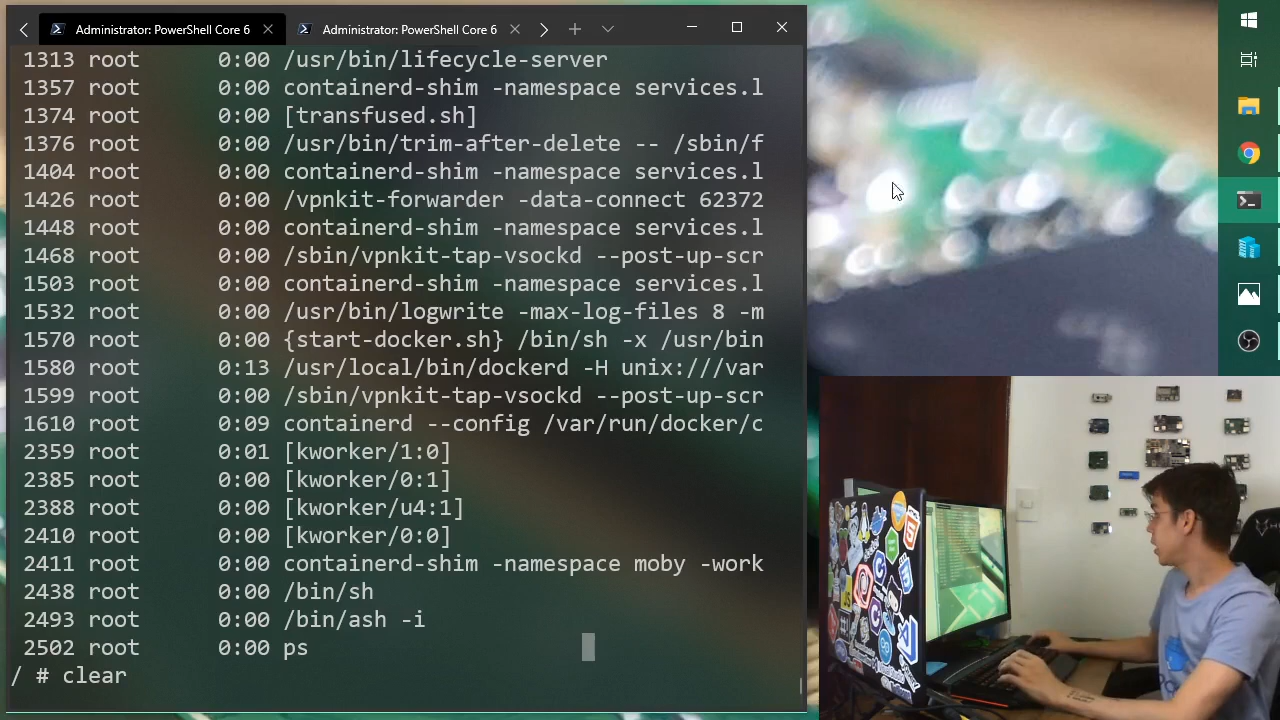 Administrator: PowerShell Core 6
Administrator: PowerShell Core 6
1313 root 0:00 /usr/bin/lifecycle-server
1357 root 0:00 containerd-shim -namespace services.l
1374 root 0:00 [transfused.sh]
1376 root 0:00 /usr/bin/trim-after-delete -- /sbin/f
1404 root 0:00 containerd-shim -namespace services.l
1426 root 0:00 /vpnkit-forwarder -data-connect 62372
1448 root 0:00 containerd-shim -namespace services.l
1468 root 0:00 /sbin/vpnkit-tap-vsockd --post-up-scr
1503 root 0:00 containerd-shim -namespace services.l
1532 root 0:00 /usr/bin/logwrite -max-log-files 8 -m
1570 root 0:00 {start-docker.sh} /bin/sh -x /usr/bin
1580 root 0:13 /usr/local/bin/dockerd -H unix:///var
1599 root 0:00 /sbin/vpnkit-tap-vsockd --post-up-scr
1610 root 0:09 containerd --config /var/run/docker/c
2359 root 0:01 [kworker/1:0]
2385 root 0:00 [kworker/0:1]
2388 root 0:00 [kworker/u4:1]
2410 root 0:00 [kworker/0:0]
2411 root 0:00 containerd-shim -namespace moby -work
2438 root 0:00 /bin/sh
2493 root 0:00 /bin/ash -i
2502 root 0:00 ps
/ # clear